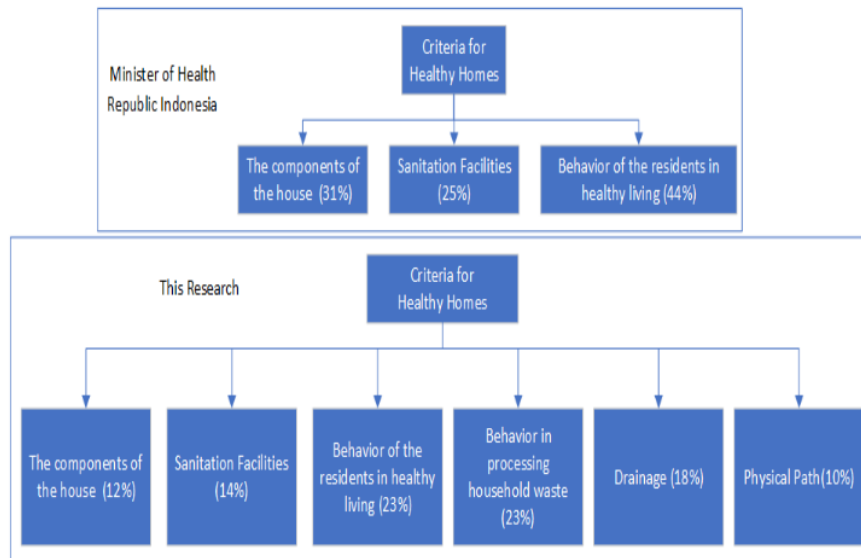 Criteria for
Healthy Homes
Minister of Health
Republic Indonesia
The components of
the house (31%)
Sanitation Facilities
(25%)
Behavior of the residents in
healthy living (44%)
This Research
Criteria for
Healthy Homes
The components of
the house (12%)
Sanitation Facilities
(14%)
Behavior of the
residents in healthy
living (23%)
Behavior in
processing
household waste
(23%)
Drainage (18%)
Physical Path(10%)